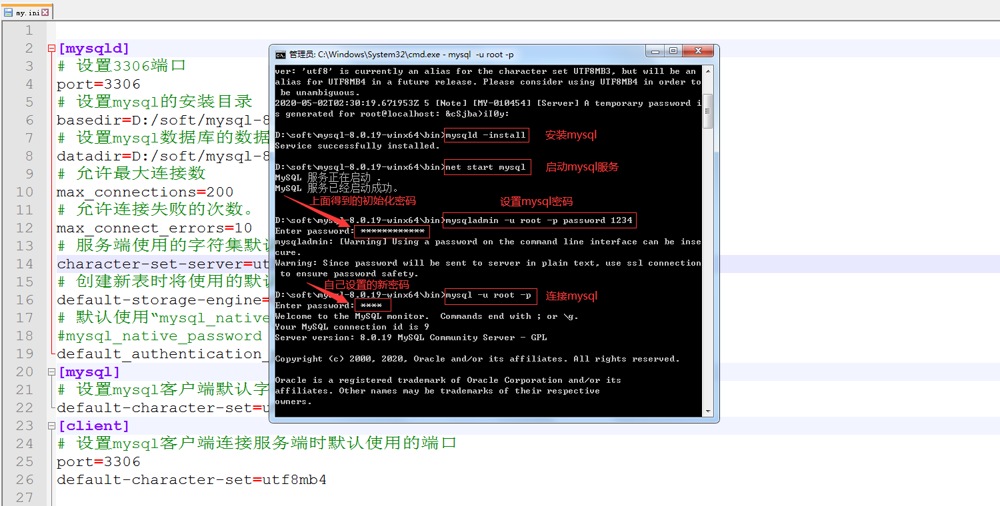 my.ini
1
2 [mysqld]
3 # 设置3306端口
4 port=3306
5 # 设置mysql的安装目录
6 basedir=D:/soft/mysql-8
7 # 设置mysql数据库的数据
8 datadir=D:/soft/mysql-8
9 # 允许最大连接数
10 max_connections=200
11 # 允许连接失败的次数。
12 max_connect_errors=10
13 # 服务端使用的字符集默认
14 character-set-server=ut
15 # 创建新表时将使用的默认
16 default-storage-engine=
17 # 默认使用“mysql_native
18 #mysql_native_password
19 default_authentication_
20 [mysql]
21 # 设置mysql客户端默认字
22 default-character-set=u
23 [client]
24 # 设置mysql客户端连接服务端时默认使用的端口
25 port=3306
26 default-character-set=utf8mb4
27
管理员: C:\Windows\System32\cmd.exe - mysql  -u root -p
ver: 'utf8' is currently an alias for the character set UTF8MB3, but will be an
alias for UTF8MB4 in a future release. Please consider using UTF8MB4 in order to
 be unambiguous.
2020-05-02T02:30:19.671953Z 5 [Note] [MY-010454] [Server] A temporary password i
s generated for root@localhost: &cSjba>iI0y:
D:\soft\mysql-8.0.19-winx64\bin>mysqld -install 安装mysql
Service successfully installed.
D:\soft\mysql-8.0.19-winx64\bin>net start mysql 启动mysql服务
MySQL 服务正在启动 .
MySQL 服务已经启动成功。
上面得到的初始化密码 设置mysql密码
D:\soft\mysql-8.0.19-winx64\bin>mysqladmin -u root -p password 1234
Enter password: ************
mysqladmin: [Warning] Using a password on the command line interface can be inse
cure.
Warning: Since password will be sent to server in plain text, use ssl connection
 to ensure password safety.
自己设置的新密码
D:\soft\mysql-8.0.19-winx64\bin>mysql -u root -p 连接mysql
Enter password: ****
Welcome to the MySQL monitor.  Commands end with ; or \g.
Your MySQL connection id is 9
Server version: 8.0.19 MySQL Community Server - GPL
Copyright (c) 2000, 2020, Oracle and/or its affiliates. All rights reserved.
Oracle is a registered trademark of Oracle Corporation and/or its
affiliates. Other names may be trademarks of their respective
owners.